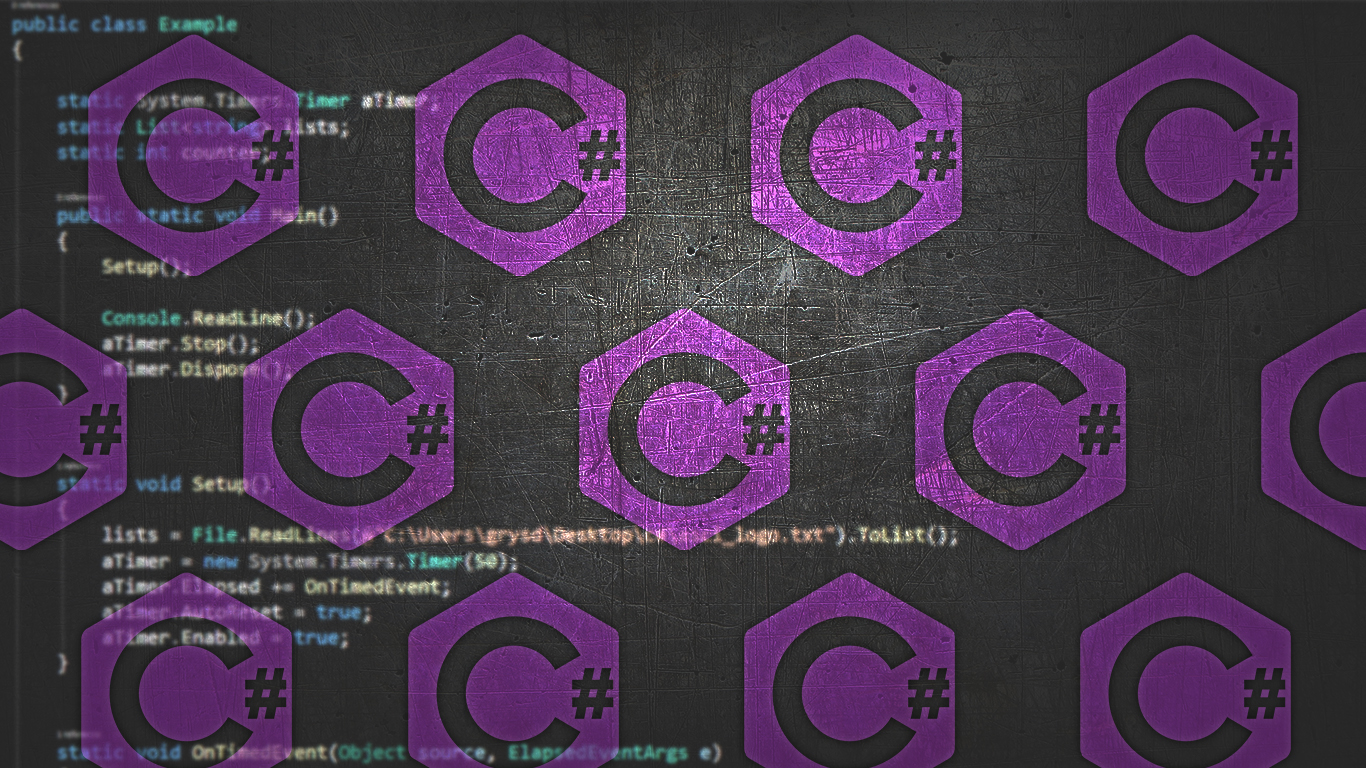 public class Example
{
static System.Timers.Timer aTimer;
static List<string> lists;
static int counter;
public static void Main()
{
Setup();
Console.ReadLine();
aTimer.Stop();
aTimer.Dispose();
}
static void Setup()
{
lists = File.ReadLines(@"C:\Users\grysd\Desktop\ .txt").ToList();
aTimer = new System.Timers.Timer(50);
aTimer.Elapsed += OnTimedEvent;
aTimer.AutoReset = true;
aTimer.Enabled = true;
}
static void OnTimedEvent(Object source, ElapsedEventArgs e)
C#
C#
C#
C#
C#
C#
C#
C#
C
C#
C#
C#
C#